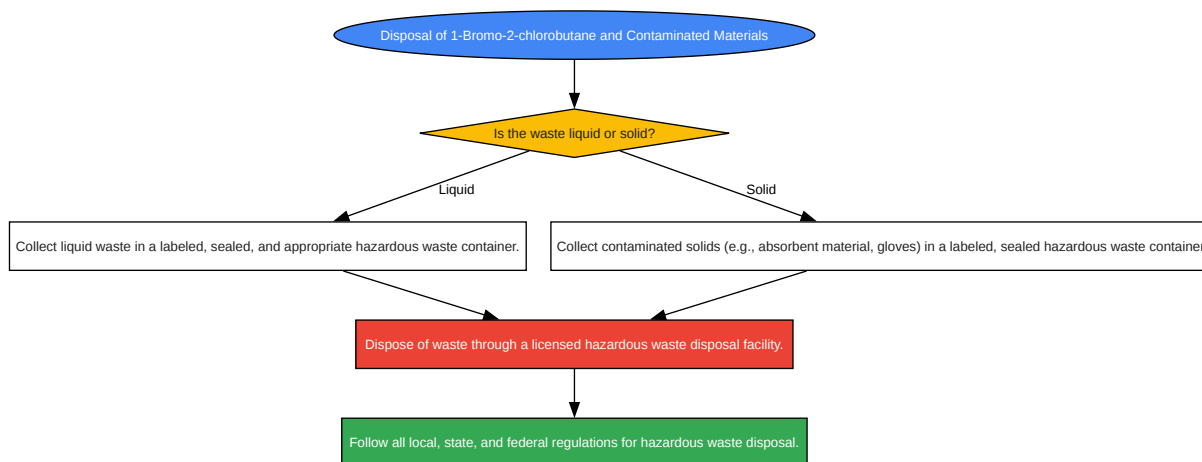 Disposal of 1-Bromo-2-chlorobutane and Contaminated Materials
Is the waste liquid or solid?
Liquid
Solid
Collect liquid waste in a labeled, sealed, and appropriate hazardous waste container.
Collect contaminated solids (e.g., absorbent material, gloves) in a labeled, sealed hazardous waste container
Dispose of waste through a licensed hazardous waste disposal facility.
Follow all local, state, and federal regulations for hazardous waste disposal.